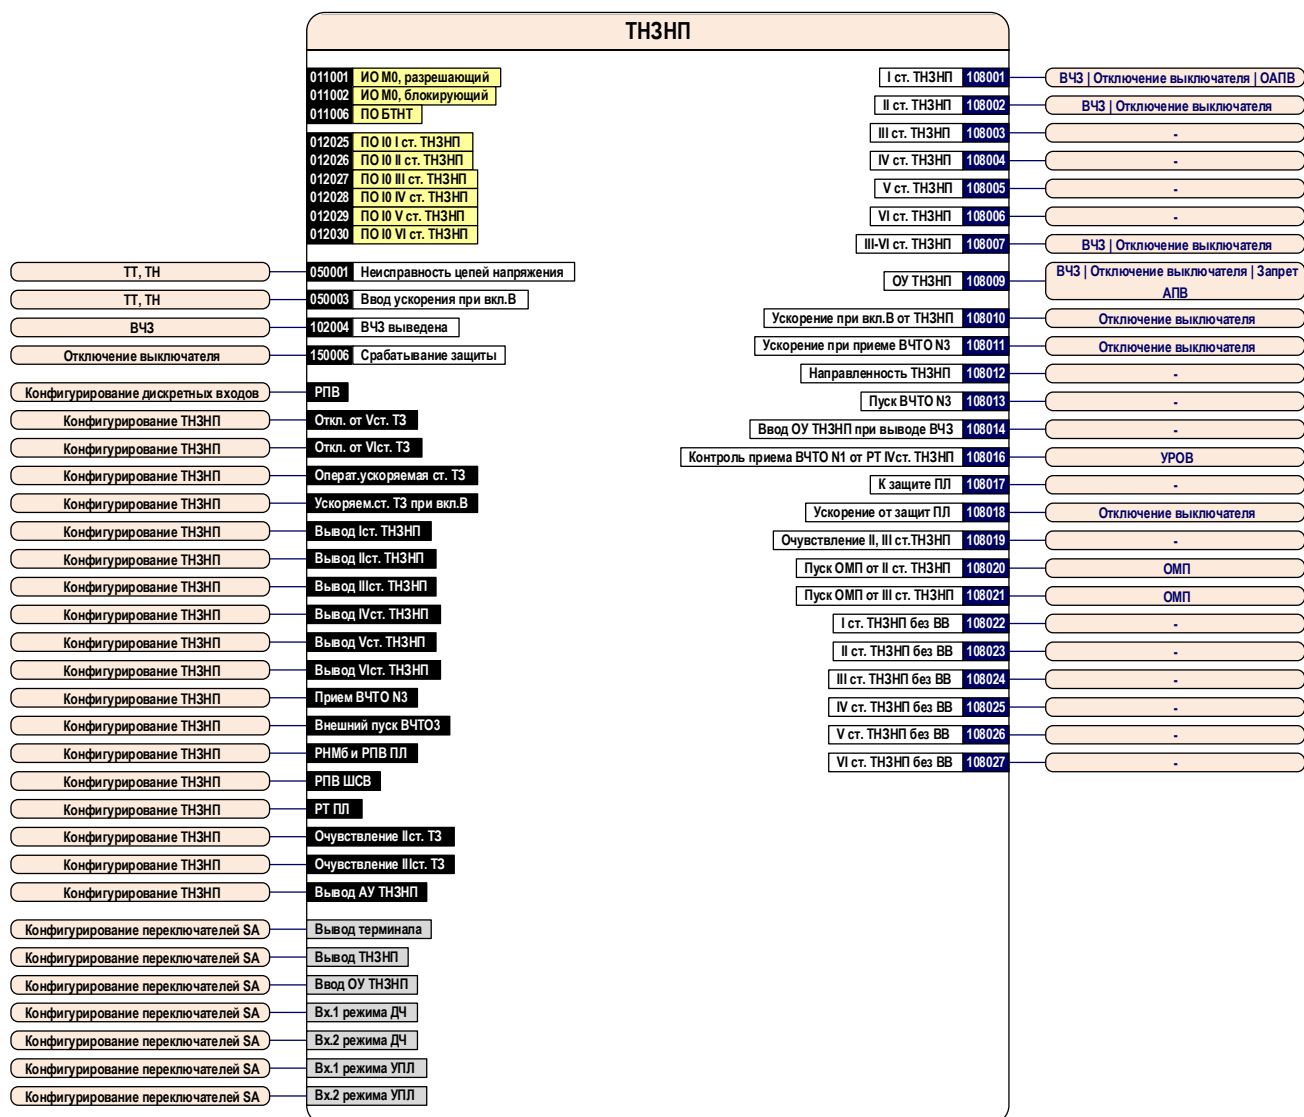 ТНЗНП
011001 ИО М0, разрешающий
011002 ИО М0, блокирующий
011006 ПО БТНТ
012025 ПО I0 I ст. ТНЗНП
012026 ПО I0 II ст. ТНЗНП
012027 ПО I0 III ст. ТНЗНП
012028 ПО I0 IV ст. ТНЗНП
012029 ПО I0 V ст. ТНЗНП
012030 ПО I0 VI ст. ТНЗНП
ТТ, ТН 050001 Неисправность цепей напряжения
ТТ, ТН 050003 Ввод ускорения при вкл.В
ВЧЗ 102004 ВЧЗ выведена
Отключение выключателя 150006 Срабатывание защиты
Конфигурирование дискретных входов РПВ
Конфигурирование ТНЗНП Откл. от Vст. ТЗ
Конфигурирование ТНЗНП Откл. от VIст. ТЗ
Конфигурирование ТНЗНП Операт.ускоряемая ст. ТЗ
Конфигурирование ТНЗНП Ускоряем.ст. ТЗ при вкл.В
Конфигурирование ТНЗНП Вывод Iст. ТНЗНП
Конфигурирование ТНЗНП Вывод IIст. ТНЗНП
Конфигурирование ТНЗНП Вывод IIIст. ТНЗНП
Конфигурирование ТНЗНП Вывод IVст. ТНЗНП
Конфигурирование ТНЗНП Вывод Vст. ТНЗНП
Конфигурирование ТНЗНП Вывод VIст. ТНЗНП
Конфигурирование ТНЗНП Прием ВЧТО N3
Конфигурирование ТНЗНП Внешний пуск ВЧТО3
Конфигурирование ТНЗНП РНМб и РПВ ПЛ
Конфигурирование ТНЗНП РПВ ШСВ
Конфигурирование ТНЗНП РТ ПЛ
Конфигурирование ТНЗНП Очувствление IIст. ТЗ
Конфигурирование ТНЗНП Очувствление IIIст. ТЗ
Конфигурирование ТНЗНП Вывод АУ ТНЗНП
Конфигурирование переключателей SA Вывод терминала
Конфигурирование переключателей SA Вывод ТНЗНП
Конфигурирование переключателей SA Ввод ОУ ТНЗНП
Конфигурирование переключателей SA Вх.1 режима ДЧ
Конфигурирование переключателей SA Вх.2 режима ДЧ
Конфигурирование переключателей SA Вх.1 режима УПЛ
Конфигурирование переключателей SA Вх.2 режима УПЛ
I ст. ТНЗНП 108001 ВЧЗ | Отключение выключателя | ОАПВ
II ст. ТНЗНП 108002 ВЧЗ | Отключение выключателя
III ст. ТНЗНП 108003 -
IV ст. ТНЗНП 108004 -
V ст. ТНЗНП 108005 -
VI ст. ТНЗНП 108006 -
III-VI ст. ТНЗНП 108007 ВЧЗ | Отключение выключателя
ОУ ТНЗНП 108009 ВЧЗ | Отключение выключателя | Запрет
АПВ
Ускорение при вкл.В от ТНЗНП 108010 Отключение выключателя
Ускорение при приеме ВЧТО N3 108011 Отключение выключателя
Направленность ТНЗНП 108012 -
Пуск ВЧТО N3 108013 -
Ввод ОУ ТНЗНП при выводе ВЧЗ 108014 -
Контроль приема ВЧТО N1 от РТ IVст. ТНЗНП 108016 УРОВ
К защите ПЛ 108017 -
Ускорение от защит ПЛ 108018 Отключение выключателя
Очувствление II, III ст.ТНЗНП 108019 -
Пуск ОМП от II ст. ТНЗНП 108020 ОМП
Пуск ОМП от III ст. ТНЗНП 108021 ОМП
I ст. ТНЗНП без ВВ 108022 -
II ст. ТНЗНП без ВВ 108023 -
III ст. ТНЗНП без ВВ 108024 -
IV ст. ТНЗНП без ВВ 108025 -
V ст. ТНЗНП без ВВ 108026 -
VI ст. ТНЗНП без ВВ 108027 -